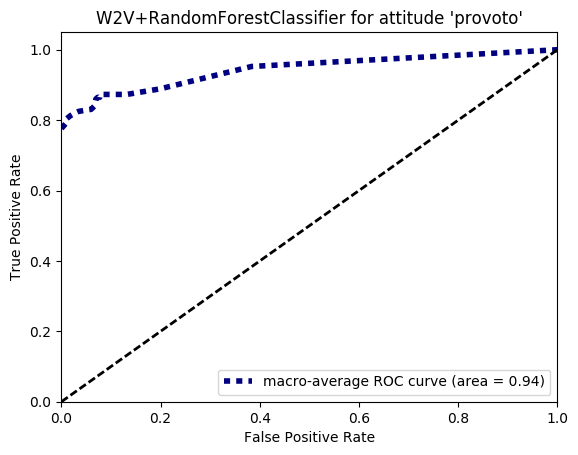 W2V+RandomForestClassifier for attitude 'provoto'
1.0
0.8
0.6
0.4
0.2
0.0
True Positive Rate
macro-average ROC curve (area = 0.94)
0.0 0.2 0.4 0.6 0.8 1.0
False Positive Rate